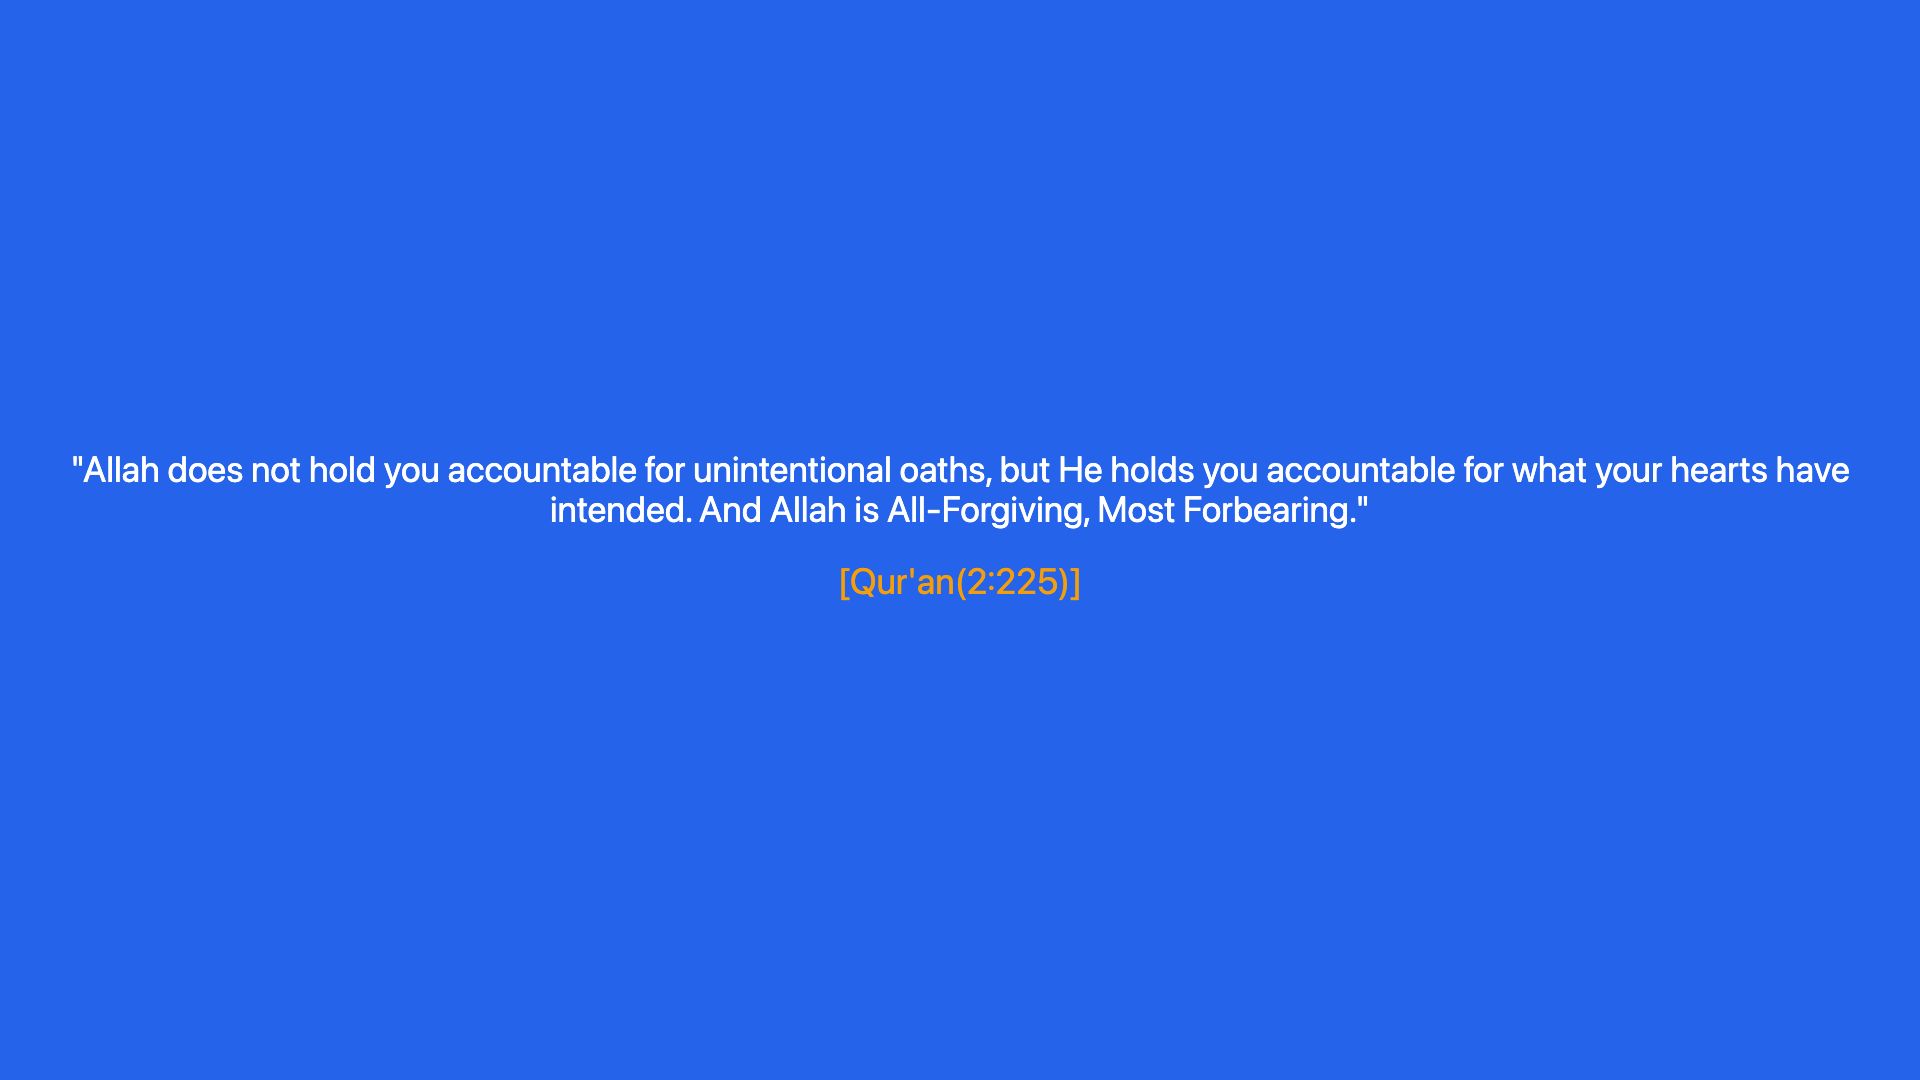 "Allah does not hold you accountable for unintentional oaths, but He holds you accountable for what your hearts have
intended. And Allah is All-Forgiving, Most Forbearing."
[Qur'an(2:225)]